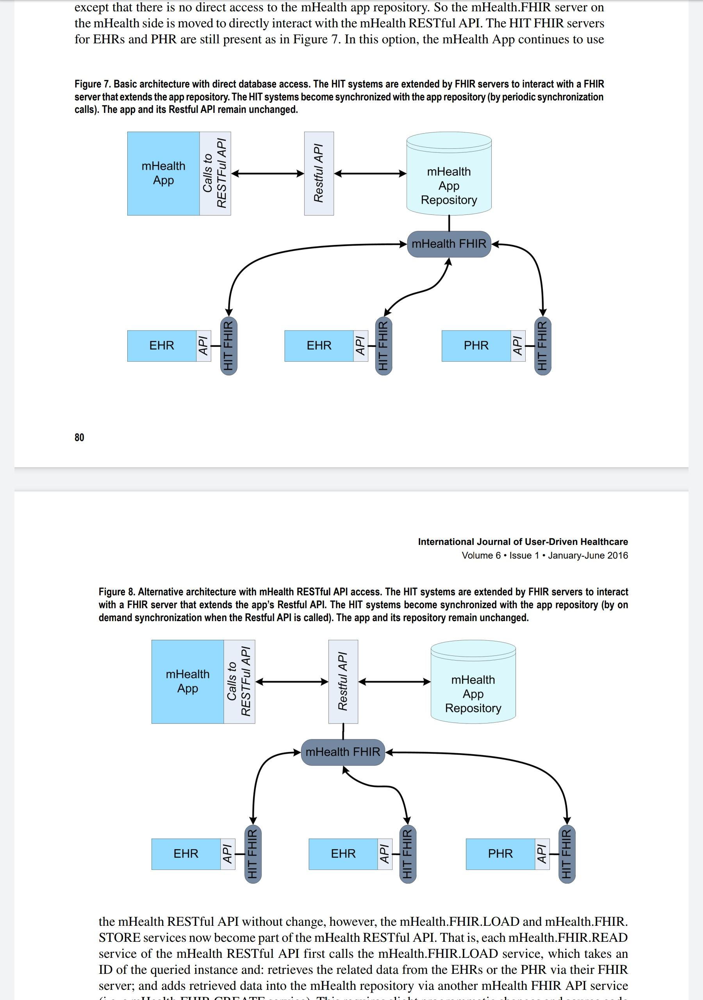 except that there is no direct access to the mHealth app repository. So the mHealth.FHIR server on
the mHealth side is moved to directly interact with the mHealth RESTful API. The HIT FHIR servers
for EHRs and PHR are still present as in Figure 7. In this option, the mHealth App continues to use
Figure 7. Basic architecture with direct database access. The HIT systems are extended by FHIR servers to interact with a FHIR
server that extends the app repository. The HIT systems become synchronized with the app repository (by periodic synchronization
calls). The app and its Restful API remain unchanged.
mHealth
App
Calls to
RESTFul API
Restful API
mHealth
App
Repository
mHealth FHIR
EHR
API
HIT FHIR
EHR
API
HIT FHIR
PHR
API
HIT FHIR
80
International Journal of User-Driven Healthcare
Volume 6 • Issue 1 • January-June 2016
Figure 8. Alternative architecture with mHealth RESTful API access. The HIT systems are extended by FHIR servers to interact
with a FHIR server that extends the app's Restful API. The HIT systems become synchronized with the app repository (by on
demand synchronization when the Restful API is called). The app and its repository remain unchanged.
mHealth
App
Calls to
RESTFul API
Restful API
mHealth
App
Repository
mHealth FHIR
EHR
API
HIT FHIR
EHR
API
HIT FHIR
PHR
API
HIT FHIR
the mHealth RESTful API without change, however, the mHealth.FHIR.LOAD and mHealth.FHIR.
STORE services now become part of the mHealth RESTful API. That is, each mHealth.FHIR.READ
service of the mHealth RESTful API first calls the mHealth.FHIR.LOAD service, which takes an
ID of the queried instance and: retrieves the related data from the EHRs or the PHR via their FHIR
server; and adds retrieved data into the mHealth repository via another mHealth FHIR API service